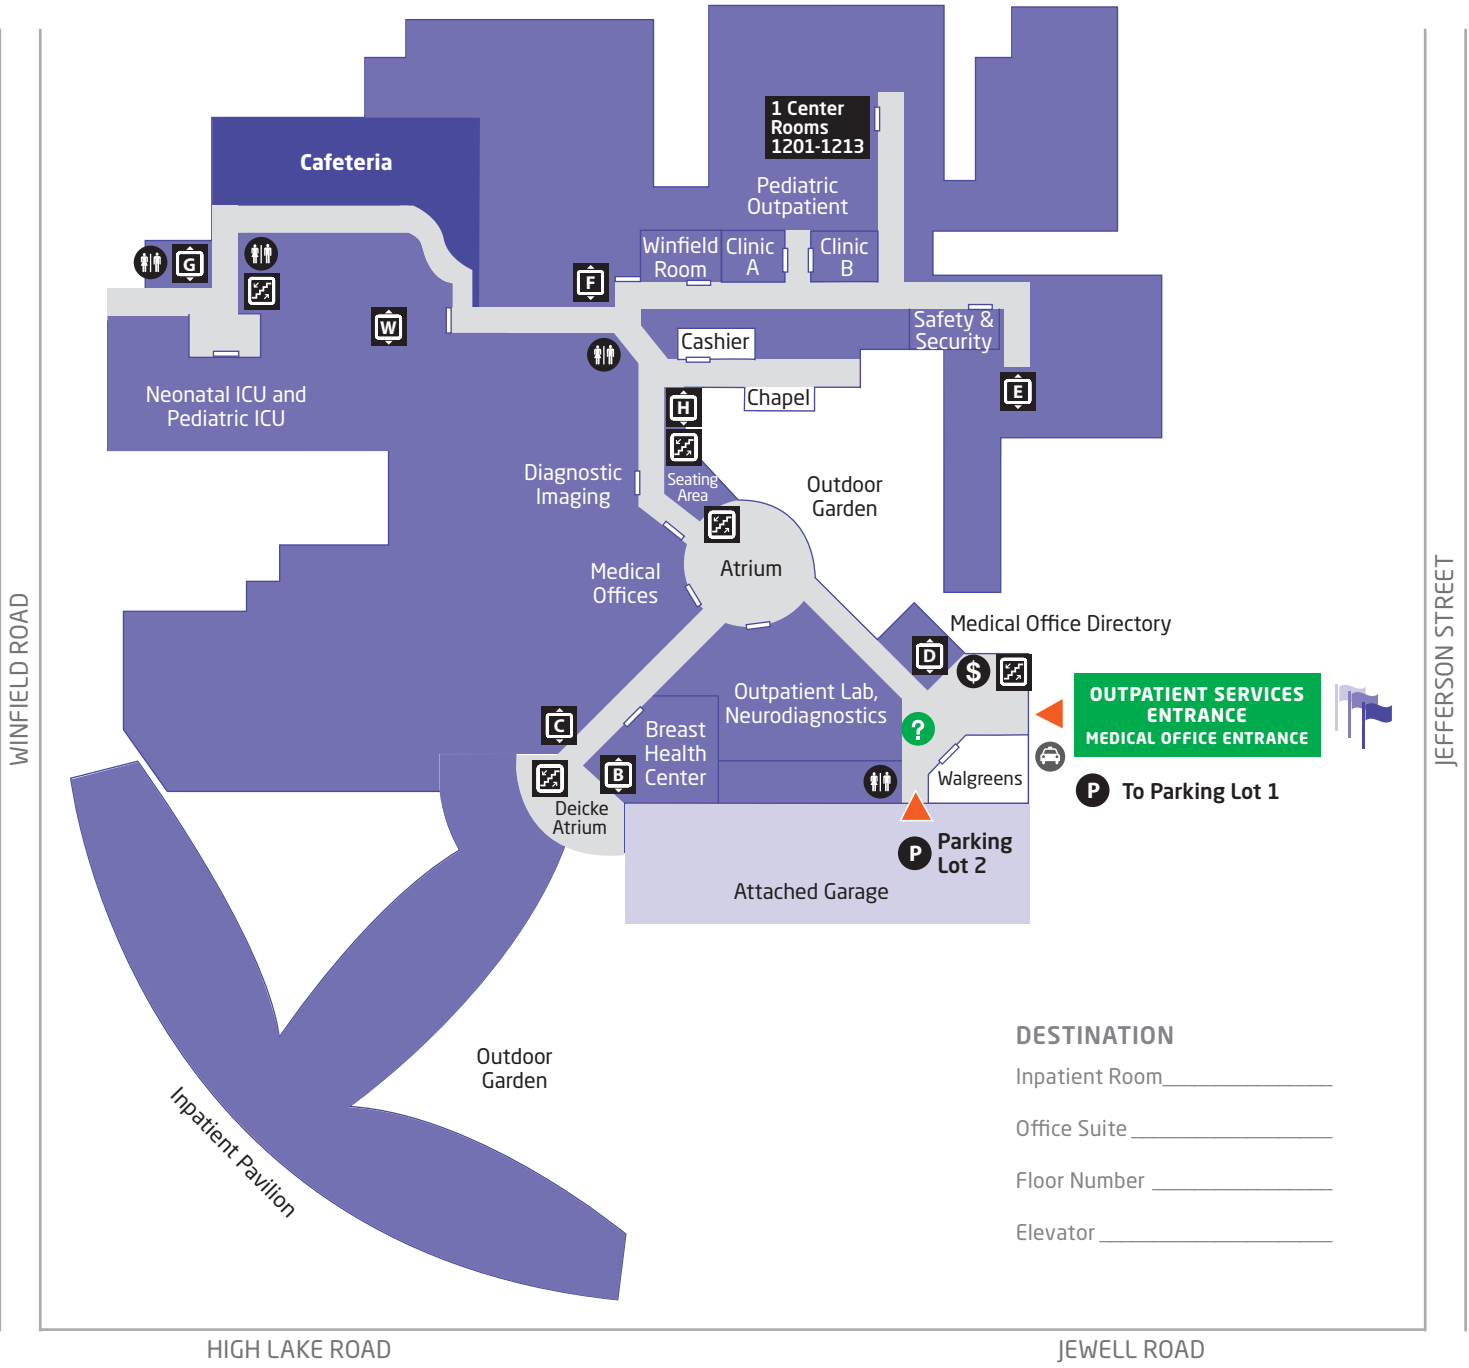 1 Center
Rooms
1201-1213
Cafeteria
Pediatric
Outpatient
Winfield
Room
Clinic
A
Clinic
B
G
F
W
Safety &
Security
Cashier
Chapel
E
H
Neonatal ICU and
Pediatric ICU
Diagnostic
Imaging
Seating
Area
Outdoor
Garden
Atrium
Medical
Offices
Medical Office Directory
D
$
OUTPATIENT SERVICES
ENTRANCE
MEDICAL OFFICE ENTRANCE
Outpatient Lab,
Neurodiagnostics
?
C
Breast
Health
Center
B
Walgreens
P To Parking Lot 1
Deicke
Atrium
P Parking
Lot 2
Attached Garage
WINFIELD ROAD
JEFFERSON STREET
Outdoor
Garden
Inpatient Pavilion
DESTINATION
Inpatient Room
Office Suite
Floor Number
Elevator
HIGH LAKE ROAD
JEWELL ROAD